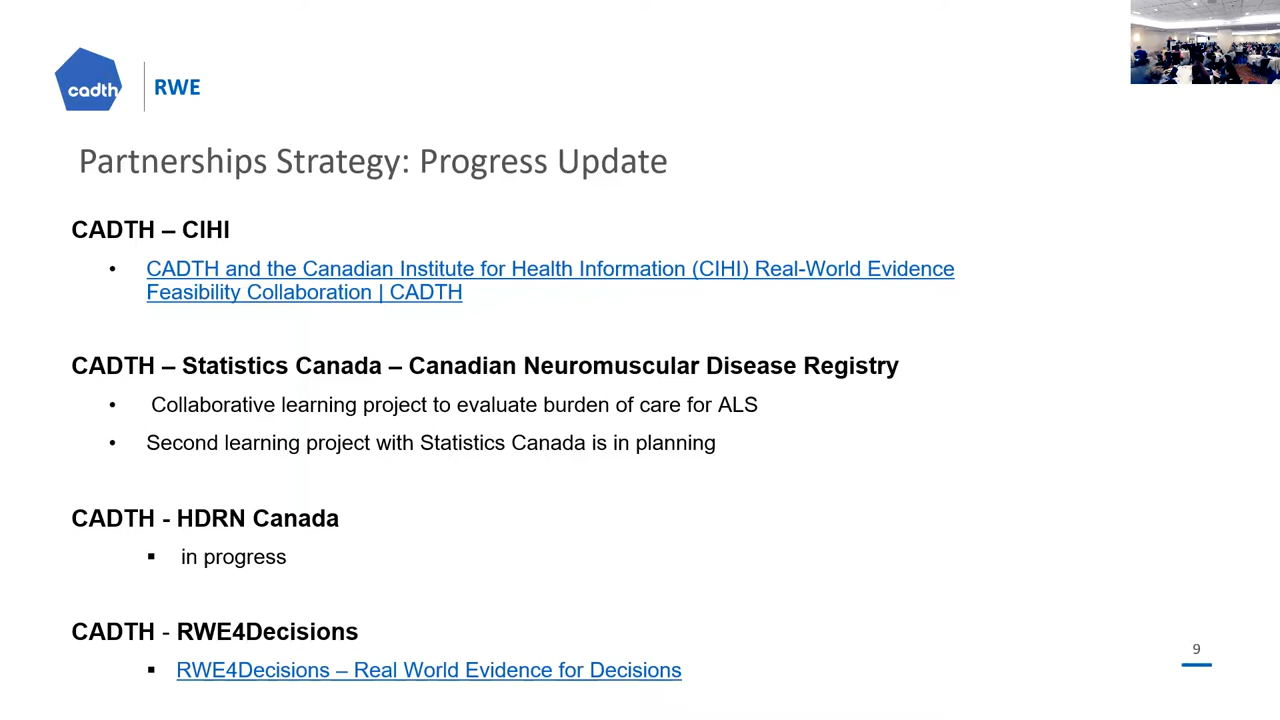 cadth
RWE
Partnerships Strategy: Progress Update
CADTH – CIHI
• CADTH and the Canadian Institute for Health Information (CIHI) Real-World Evidence
Feasibility Collaboration | CADTH
CADTH – Statistics Canada – Canadian Neuromuscular Disease Registry
• Collaborative learning project to evaluate burden of care for ALS
• Second learning project with Statistics Canada is in planning
CADTH - HDRN Canada
▪ in progress
CADTH - RWE4Decisions
▪ RWE4Decisions – Real World Evidence for Decisions
9